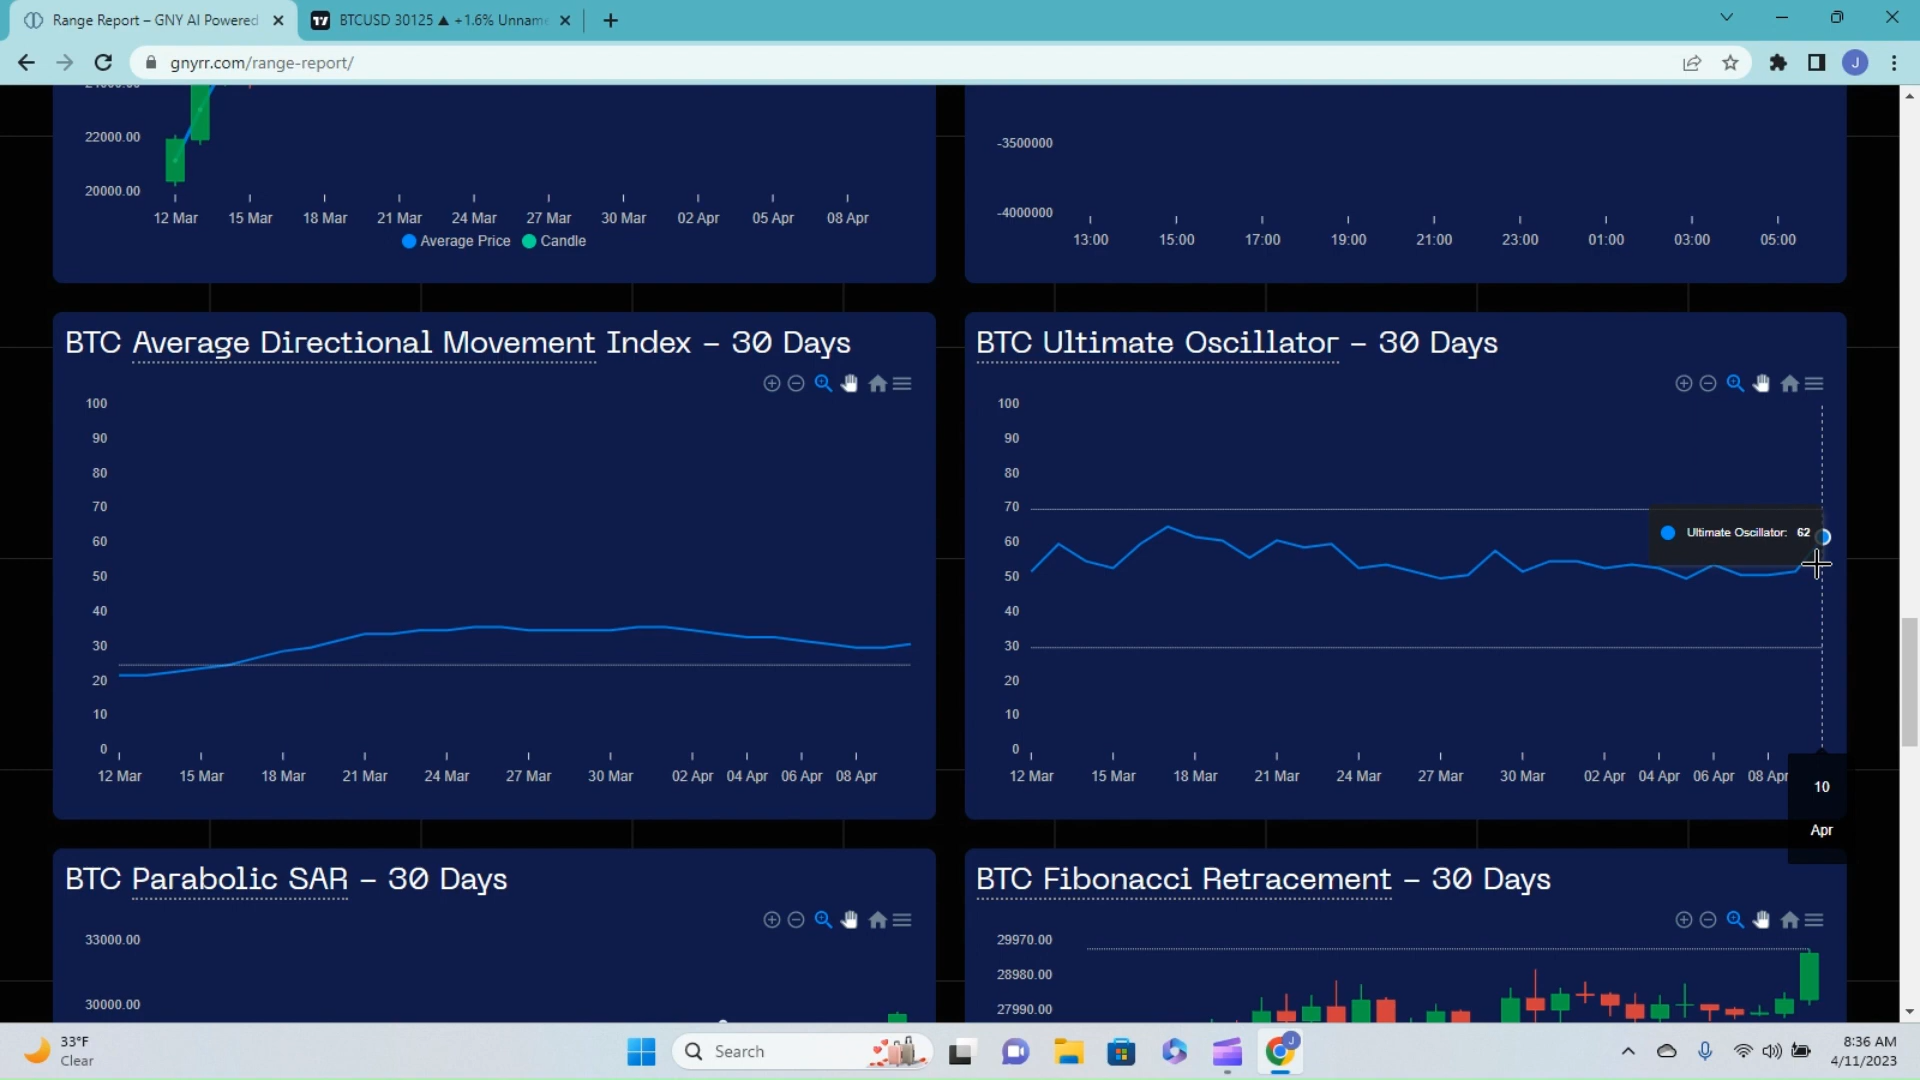 Range Report – GNY AI Powered
BTCUSD 30125 ▲ +1.6% Unname
gnyrr.com/range-report/
J
22000.00
20000.00
12 Mar 15 Mar 18 Mar 21 Mar 24 Mar 27 Mar 30 Mar 02 Apr 05 Apr 08 Apr
Average Price Candle
-3500000
-4000000
13:00 15:00 17:00 19:00 21:00 23:00 01:00 03:00 05:00
BTC Average Directional Movement Index – 30 Days
100
90
80
70
60
50
40
30
20
10
0
12 Mar 15 Mar 18 Mar 21 Mar 24 Mar 27 Mar 30 Mar 02 Apr 04 Apr 06 Apr 08 Apr
BTC Ultimate Oscillator – 30 Days
100
90
80
70
Ultimate Oscillator: 62
60
50
40
30
20
10
0
12 Mar 15 Mar 18 Mar 21 Mar 24 Mar 27 Mar 30 Mar 02 Apr 04 Apr 06 Apr 08 Apr
10
Apr
BTC Parabolic SAR – 30 Days
33000.00
30000.00
BTC Fibonacci Retracement – 30 Days
29970.00
28980.00
27990.00
33°F
Clear
Search
J
8:36 AM
4/11/2023